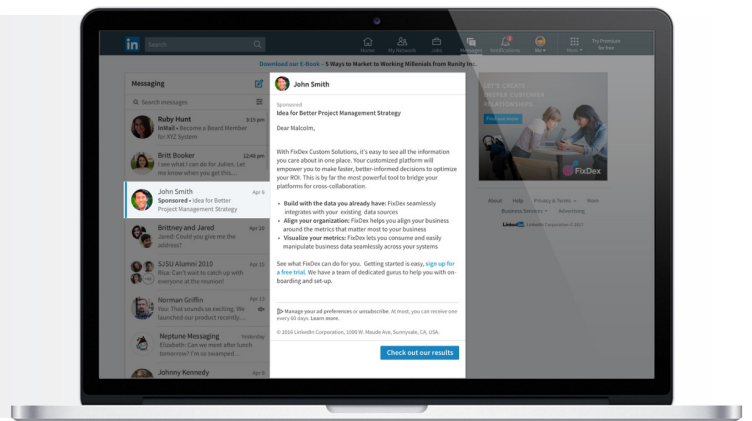 in
Search
Home
My Network
Jobs
Messages
Notifications
Me
More
Try Premium
for free
Download our E-Book - 5 Ways to Market to Working Millenials from Runity Inc.
Messaging
Search messages
Ruby Hunt 3:15 pm
InMail • Become a Board Member
for XYZ System
Britt Booker 12:46 pm
I see what I can do for Julien. Let
me know when you get this...
John Smith Apr 6
Sponsored • Idea for Better
Project Management Strategy
Brittney and Jared Apr 20
Jared: Could you give me the
address?
SJSU Alumni 2010 Apr 15
Risa: Can't wait to catch up with
everyone at the reunion!
Norman Griffin Apr 13
You: That sounds so exciting. We
launched our product recently...
Neptune Messaging Yesterday
Elizabeth: Can we meet after lunch
tomorrow? I'm so swamped...
Johnny Kennedy Apr 8
John Smith
Sponsored
Idea for Better Project Management Strategy
Dear Malcolm,
With FixDex Custom Solutions, it's easy to see all the information
you care about in one place. Your customized platform will
empower you to make faster, better-informed decisions to optimize
your ROI. This is by far the most powerful tool to bridge your
platforms for cross-collaboration.
• Build with the data you already have: FixDex seamlessly
integrates with your existing data sources
• Align your organization: FixDex helps you align your business
around the metrics that matter most to your business
• Visualize your metrics: FixDex lets you consume and easily
manipulate business data seamlessly across your systems
See what FixDex can do for you. Getting started is easy, sign up for
a free trial. We have a team of dedicated gurus to help you with on-
boarding and set-up.
Manage your ad preferences or unsubscribe. At most, you can receive one
every 60 days. Learn more.
© 2016 LinkedIn Corporation, 1000 W. Maude Ave, Sunnyvale, CA, USA.
Check out our results
LET'S CREATE
DEEPER CUSTOMER
RELATIONSHIPS.
Find out more
FixDex
About Help Privacy & Terms More
Business Services Advertising
LinkedIn LinkedIn Corporation © 2017